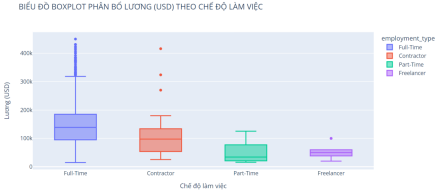 BIỂU ĐỒ BOXPLOT PHÂN BỐ LƯƠNG (USD) THEO CHẾ ĐỘ LÀM VIỆC
employment_type
Full-Time
Contractor
Part-Time
Freelancer
Lương (USD)
400k
300k
200k
100k
0
Full-Time
Contractor
Part-Time
Freelancer
Chế độ làm việc